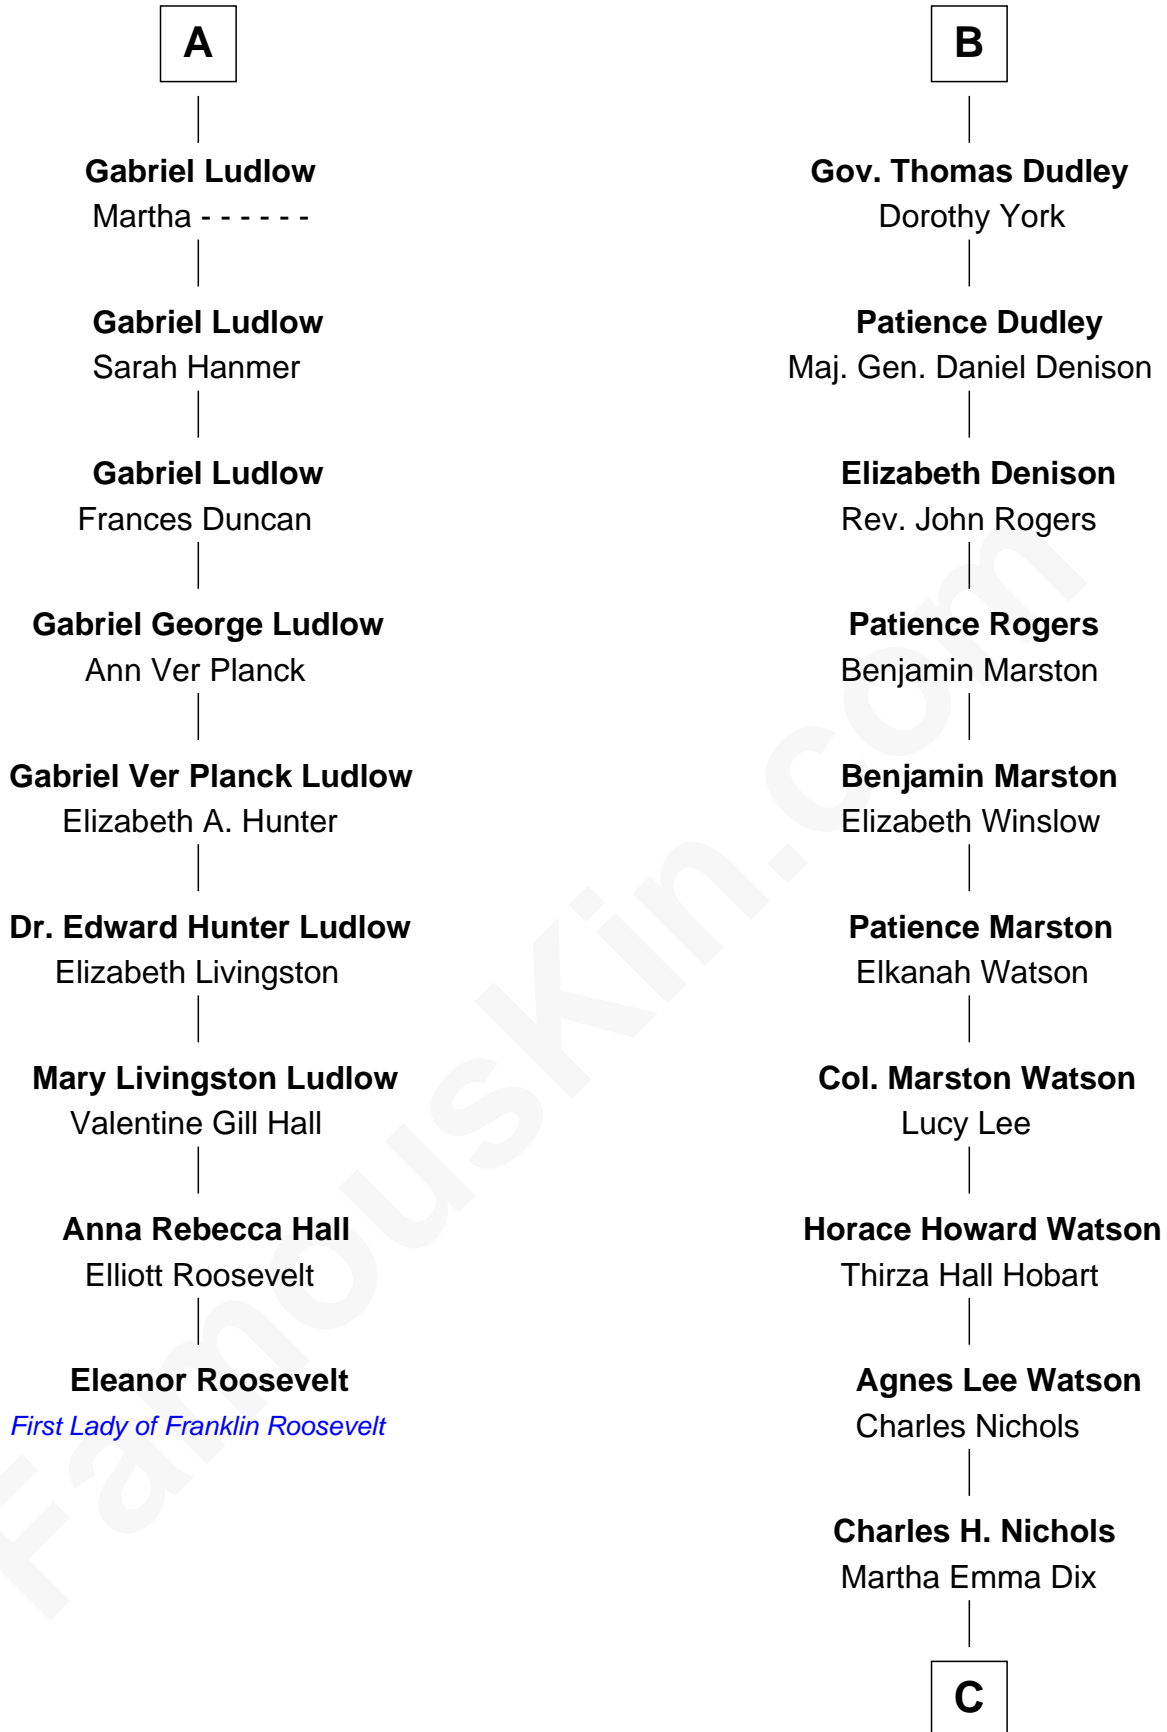 A
Gabriel Ludlow
Martha - - - - - -
Gabriel Ludlow
Sarah Hanmer
Gabriel Ludlow
Frances Duncan
Gabriel George Ludlow
Ann Ver Planck
Gabriel Ver Planck Ludlow
Elizabeth A. Hunter
Dr. Edward Hunter Ludlow
Elizabeth Livingston
Mary Livingston Ludlow
Valentine Gill Hall
Anna Rebecca Hall
Elliott Roosevelt
Eleanor Roosevelt
First Lady of Franklin Roosevelt
B
Gov. Thomas Dudley
Dorothy York
Patience Dudley
Maj. Gen. Daniel Denison
Elizabeth Denison
Rev. John Rogers
Patience Rogers
Benjamin Marston
Benjamin Marston
Elizabeth Winslow
Patience Marston
Elkanah Watson
Col. Marston Watson
Lucy Lee
Horace Howard Watson
Thirza Hall Hobart
Agnes Lee Watson
Charles Nichols
Charles H. Nichols
Martha Emma Dix
C
FamousKin.com